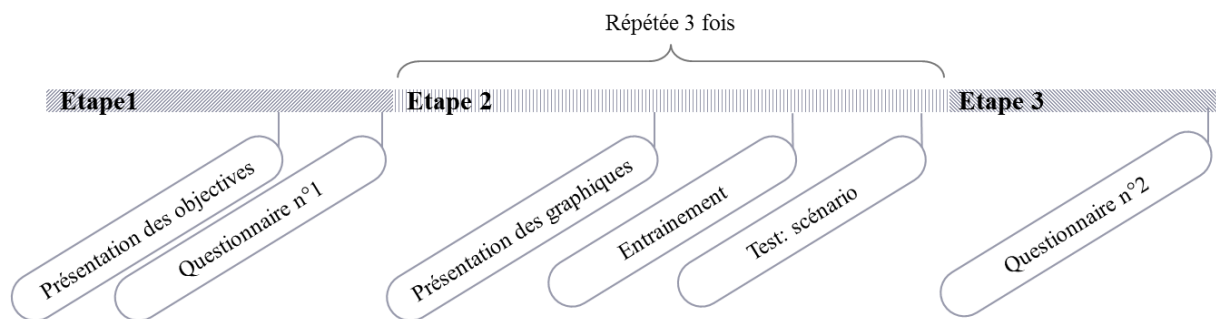 Répétée 3 fois
Etape1
Etape 2
Etape 3
Présentation des objectives
Questionnaire n°1
Présentation des graphiques
Entrainement
Test: scénario
Questionnaire n°2